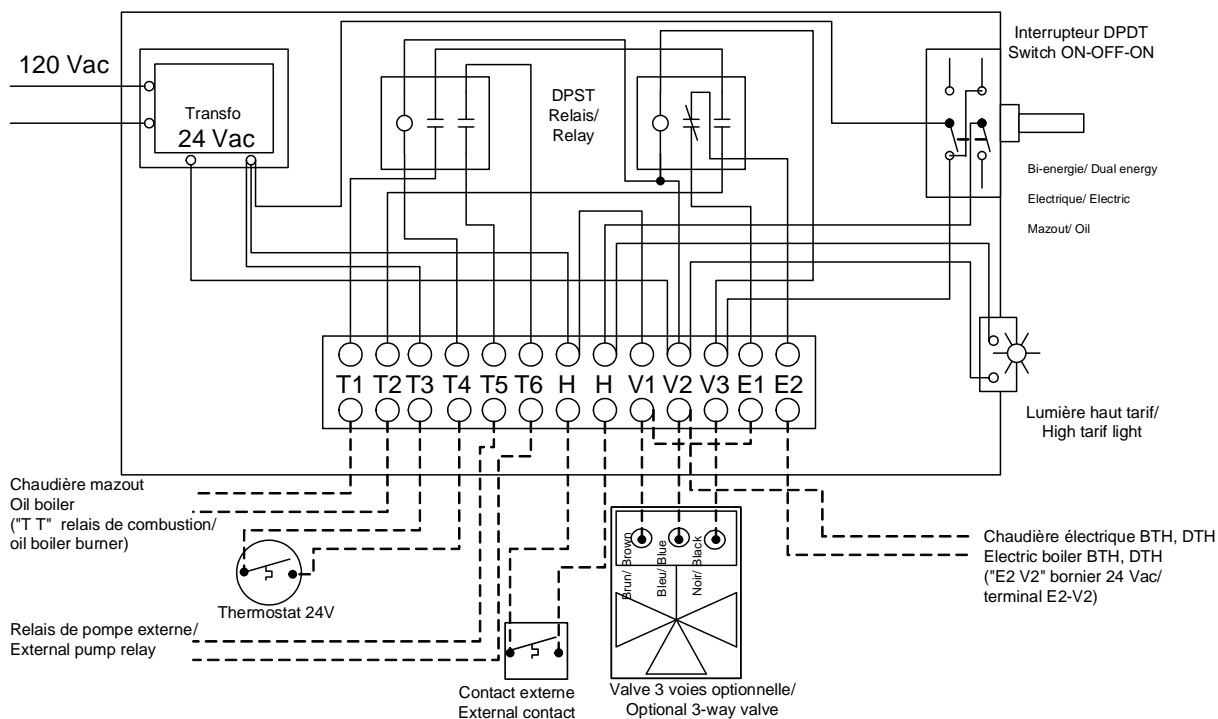 120 Vac
Transfo
24 Vac
DPST
Relais/
Relay
Interrupteur DPDT
Switch ON-OFF-ON
Bi-energie/ Dual energy
Electrique/ Electric
Mazout/ Oil
T1 T2 T3 T4 T5 T6 H H V1 V2 V3 E1 E2
Lumière haut tarif/
High tarif light
Chaudière mazout
Oil boiler
("T T" relais de combustion/
oil boiler burner)
Thermostat 24V
Relais de pompe externe/
External pump relay
Contact externe
External contact
Brun/ Brown
Bleu/ Blue
Noir/ Black
Valve 3 voies optionnelle/
Optional 3-way valve
Chaudière électrique BTH, DTH
Electric boiler BTH, DTH
("E2 V2" bornier 24 Vac/
terminal E2-V2)